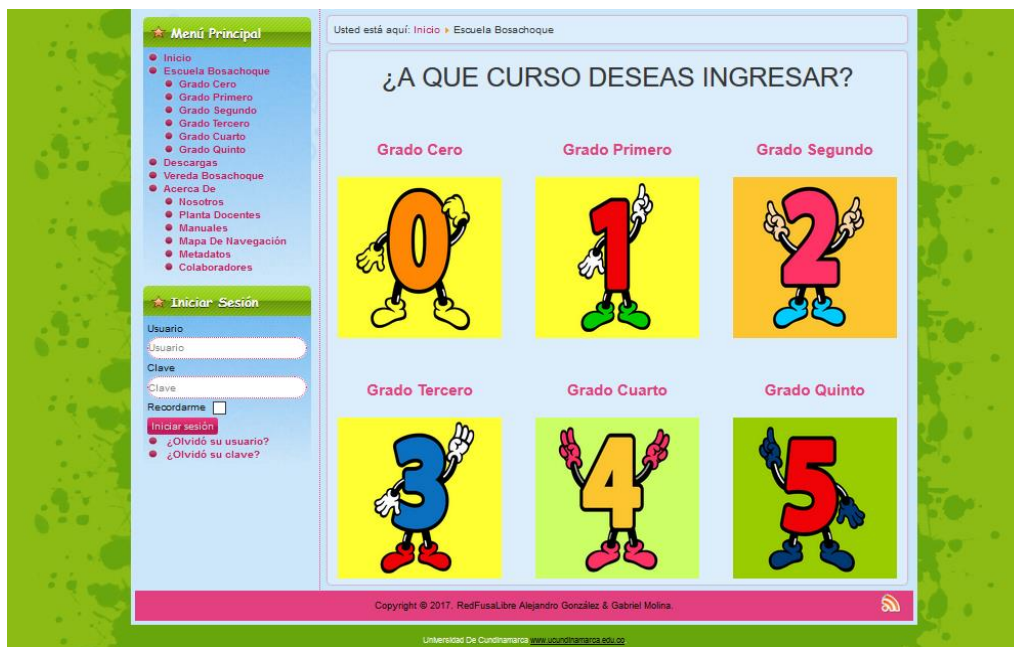 Menú Principal
Inicio
Escuela Bosachoque
Grado Cero
Grado Primero
Grado Segundo
Grado Tercero
Grado Cuarto
Grado Quinto
Descargas
Vereda Bosachoque
Acerca De
Nosotros
Planta Docentes
Manuales
Mapa De Navegación
Metadatos
Colaboradores
Iniciar Sesión
Usuario
Usuario
Clave
Clave
Recordarme
Iniciar sesión
¿Olvidó su usuario?
¿Olvidó su clave?
Usted está aquí: Inicio Escuela Bosachoque
¿A QUE CURSO DESEAS INGRESAR?
Grado Cero Grado Primero Grado Segundo
0 1 2
Grado Tercero Grado Cuarto Grado Quinto
3 4 5
Copyright © 2017. RedFusaLibre Alejandro González & Gabriel Molina.
Universidad De Cundinamarca www.ucundinamarca.edu.co